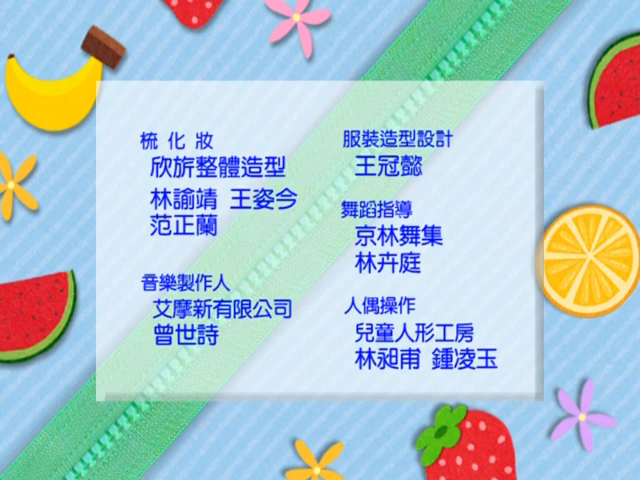 梳 化 妝
欣旂整體造型
林諭靖 王姿今
范正蘭
音樂製作人
艾摩新有限公司
曾世詩
服裝造型設計
王冠懿
舞蹈指導
京林舞集
林卉庭
人偶操作
兒童人形工房
林昶甫 鍾凌玉